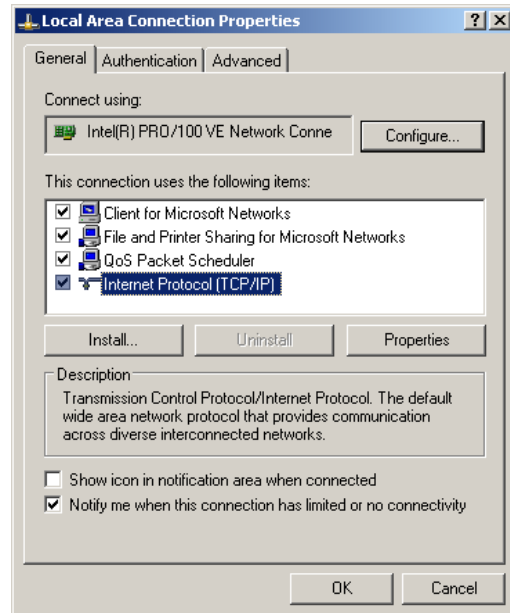 Local Area Connection Properties
General
Authentication
Advanced
Connect using:
Intel(R) PRO/100 VE Network Conne
Configure...
This connection uses the following items:
Client for Microsoft Networks
File and Printer Sharing for Microsoft Networks
QoS Packet Scheduler
Internet Protocol (TCP/IP)
Install...
Uninstall
Properties
Description
Transmission Control Protocol/Internet Protocol. The default
wide area network protocol that provides communication
across diverse interconnected networks.
Show icon in notification area when connected
Notify me when this connection has limited or no connectivity
OK
Cancel